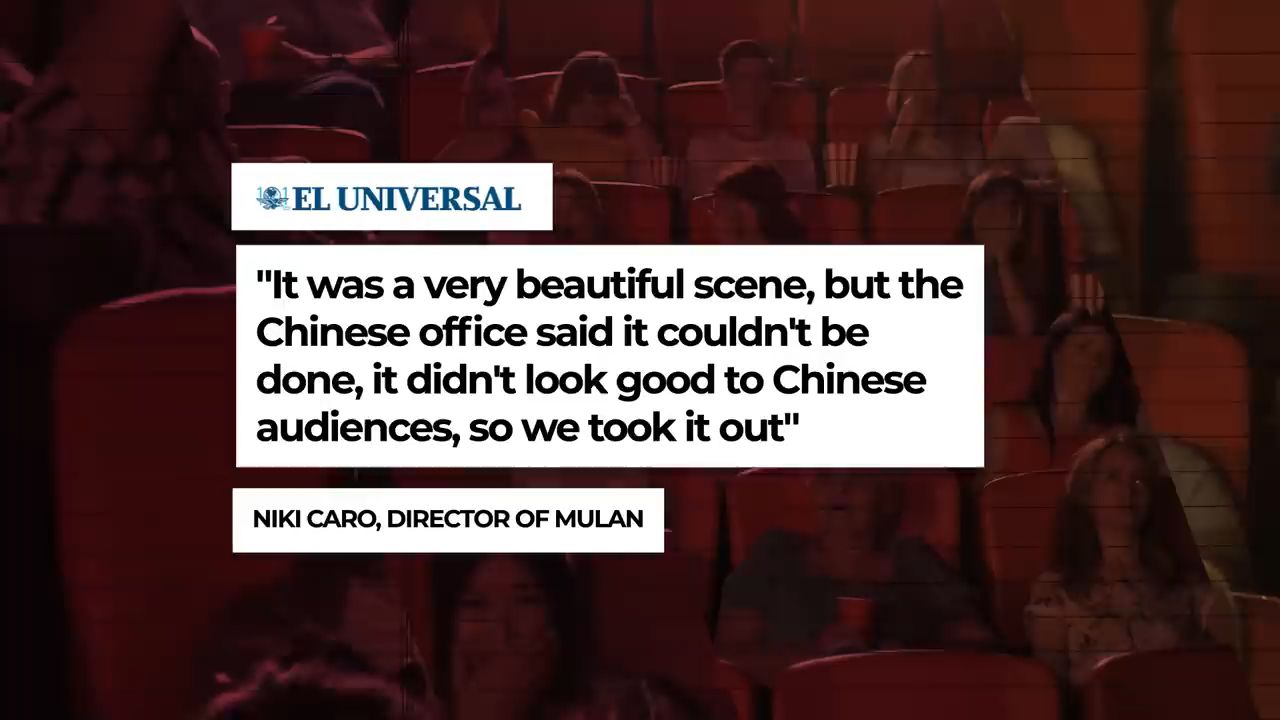 EL UNIVERSAL
"It was a very beautiful scene, but the
Chinese office said it couldn't be
done, it didn't look good to Chinese
audiences, so we took it out"
NIKI CARO, DIRECTOR OF MULAN